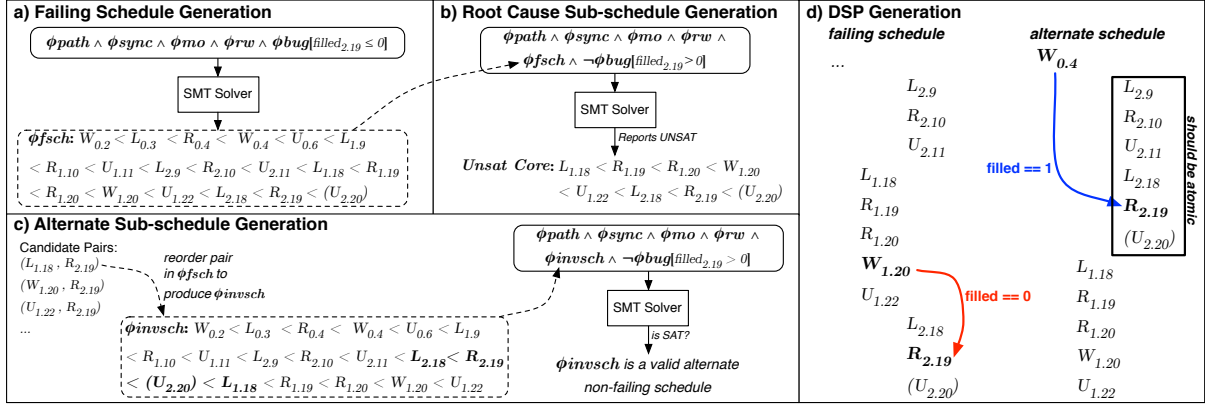 a) Failing Schedule Generation
ϕpath ∧ ϕsync ∧ ϕmo ∧ ϕrw ∧ ϕbug[filled2.19 ≤ 0]
SMT Solver
ϕfsch: W0.2 < L0.3 < R0.4 < W0.4 < U0.6 < L1.9
< R1.10 < U1.11 < L2.9 < R2.10 < U2.11 < L1.18 < R1.19
< R1.20 < W1.20 < U1.22 < L2.18 < R2.19 < (U2.20)
b) Root Cause Sub-schedule Generation
ϕpath ∧ ϕsync ∧ ϕmo ∧ ϕrw ∧
ϕfsch ∧ ¬ϕbug[filled2.19 > 0]
SMT Solver
Reports UNSAT
Unsat Core: L1.18 < R1.19 < R1.20 < W1.20
< U1.22 < L2.18 < R2.19 < (U2.20)
c) Alternate Sub-schedule Generation
Candidate Pairs:
(L1.18 , R2.19)
(W1.20 , R2.19)
(U1.22 , R2.19)
...
reorder pair
in ϕfsch to
produce ϕinvsch
ϕinvsch: W0.2 < L0.3 < R0.4 < W0.4 < U0.6 < L1.9
< R1.10 < U1.11 < L2.9 < R2.10 < U2.11 < L2.18 < R2.19
< (U2.20) < L1.18 < R1.19 < R1.20 < W1.20 < U1.22
ϕpath ∧ ϕsync ∧ ϕmo ∧ ϕrw ∧
ϕinvsch ∧ ¬ϕbug[filled2.19 > 0]
SMT Solver
is SAT?
ϕinvsch is a valid alternate
non-failing schedule
d) DSP Generation
failing schedule
...
L2.9
R2.10
U2.11
L1.18
R1.19
R1.20
W1.20
U1.22
L2.18
R2.19
(U2.20)
filled == 0
alternate schedule
W0.4
filled == 1
L2.9
R2.10
U2.11
L2.18
R2.19
(U2.20)
should be atomic
L1.18
R1.19
R1.20
W1.20
U1.22